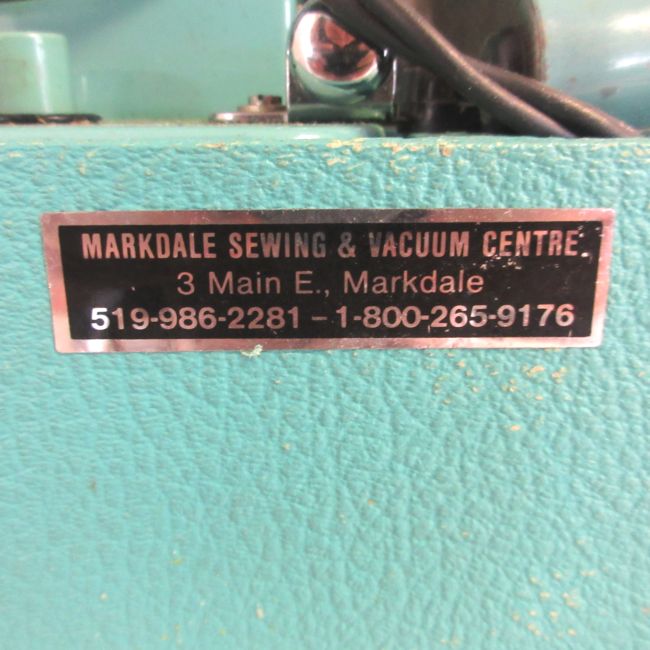 MARKDALE SEWING & VACUUM CENTRE
3 Main E., Markdale
519-986-2281 - 1-800-265-9176